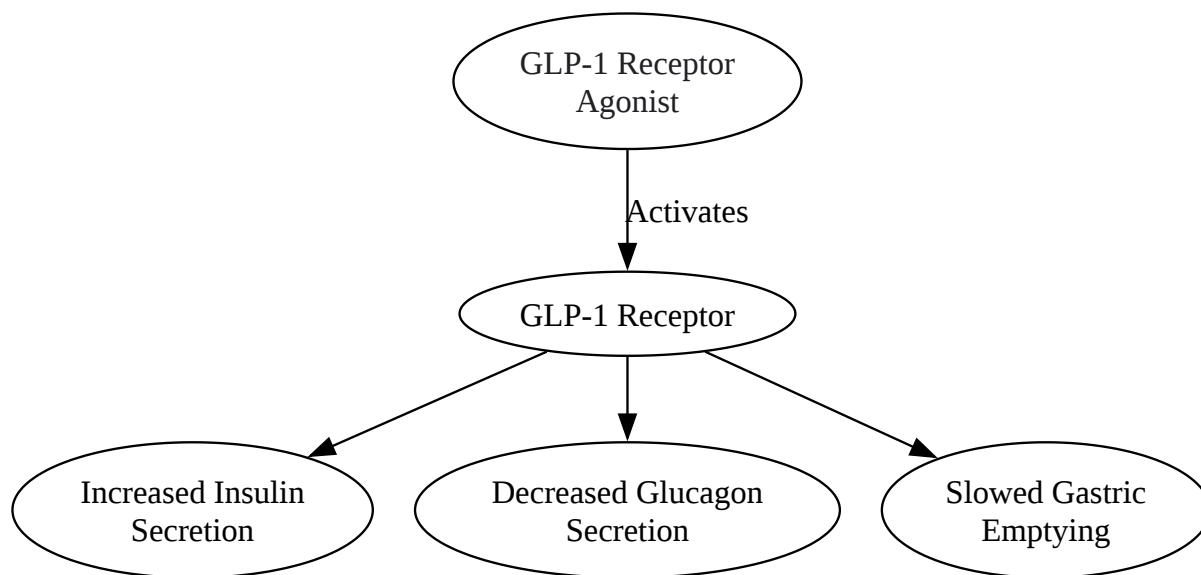 GLP-1 Receptor
Agonist
Activates
GLP-1 Receptor
Increased Insulin
Secretion
Decreased Glucagon
Secretion
Slowed Gastric
Emptying